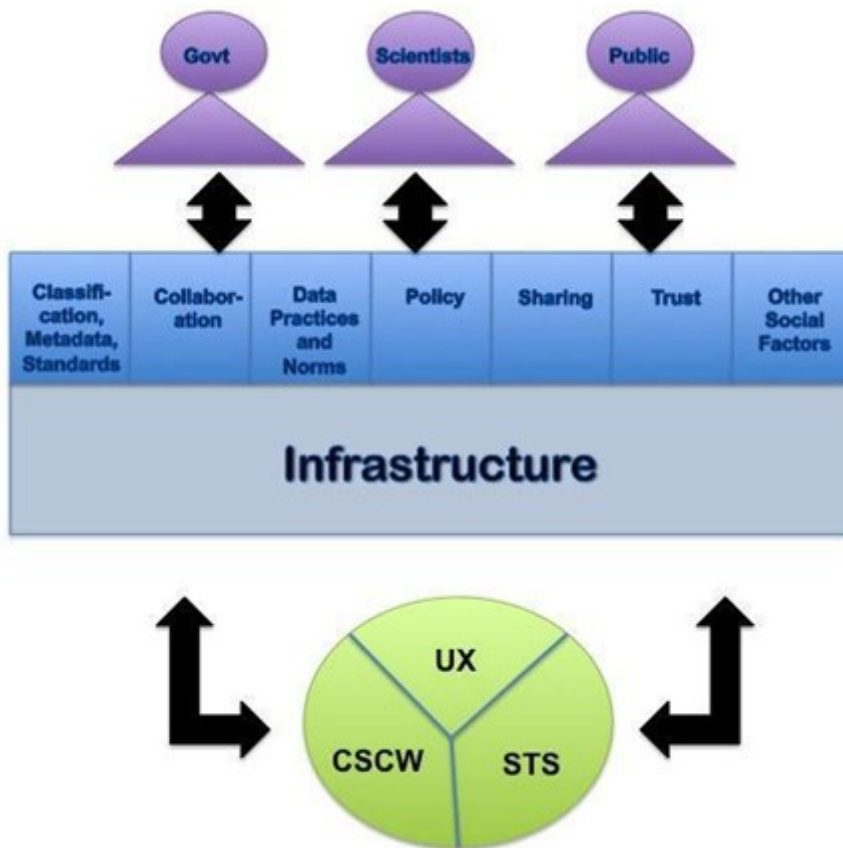 Govt
Scientists
Public
Classifi-
cation,
Metadata,
Standards
Collabor-
ation
Data
Practices
and
Norms
Policy
Sharing
Trust
Other
Social
Factors
Infrastructure
UX
CSCW
STS